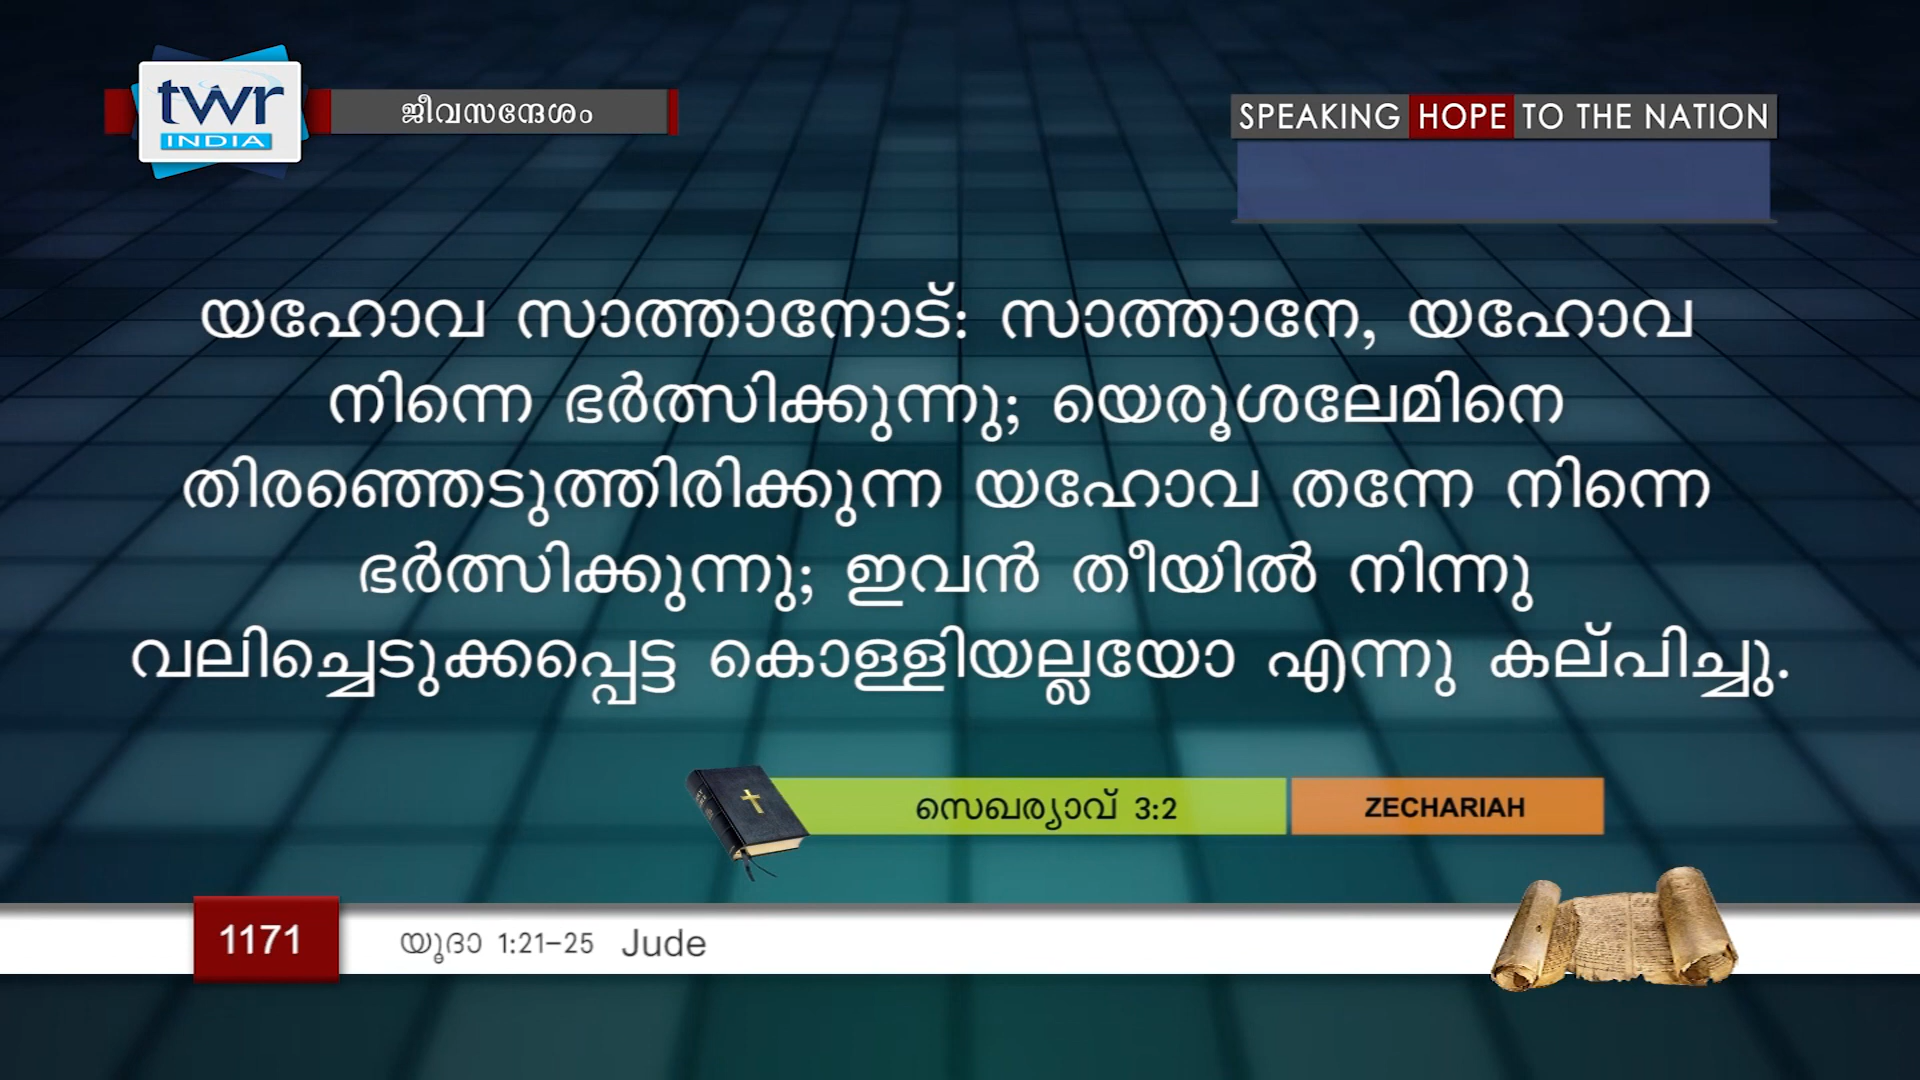 twr
INDIA
ജീവസന്ദേശം
SPEAKING HOPE TO THE NATION
യഹോവ സാത്താനോട്: സാത്താനേ, യഹോവ
നിന്നെ ഭർത്സിക്കുന്നു; യെരൂശലേമിനെ
തിരഞ്ഞെടുത്തിരിക്കുന്ന യഹോവ തന്നേ നിന്നെ
ഭർത്സിക്കുന്നു; ഇവൻ തീയിൽ നിന്നു
വലിച്ചെടുക്കപ്പെട്ട കൊള്ളിയല്ലയോ എന്നു കല്പിച്ചു.
സെഖര്യാവ് 3:2
ZECHARIAH
1171
യൂദാ 1:21-25 Jude